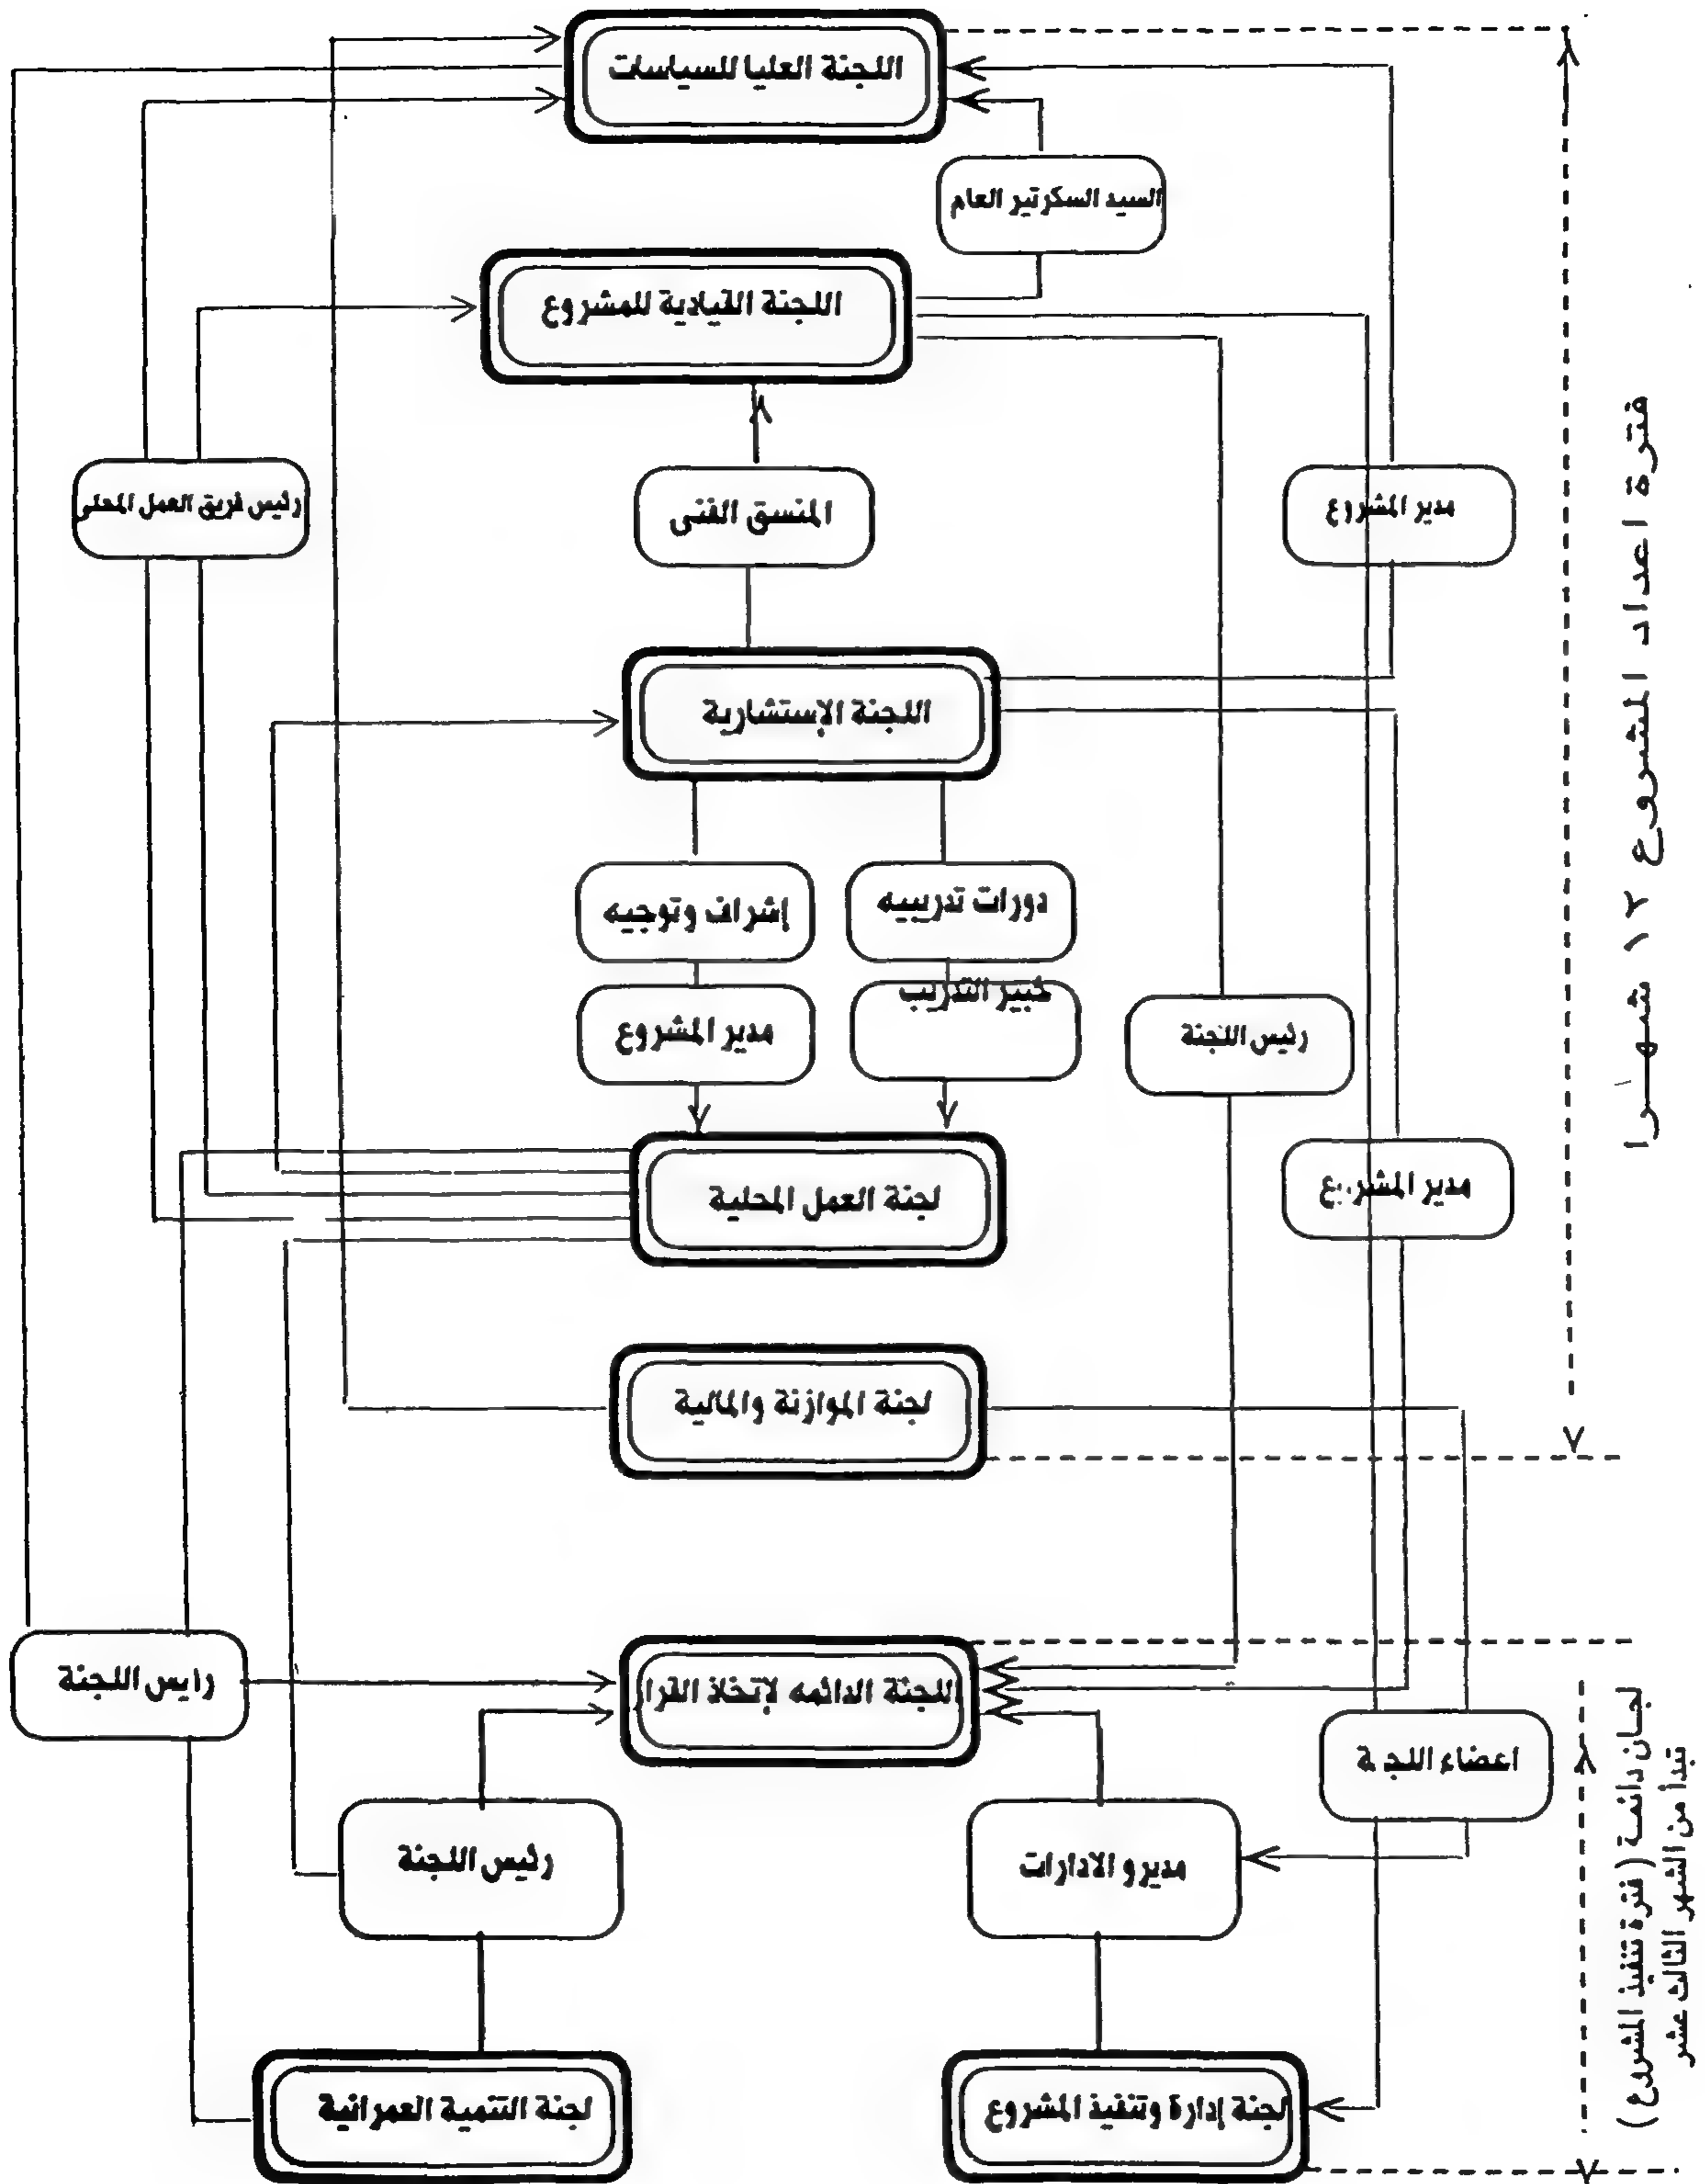 اللجنة العليا للسياسات
السيد السكرتير العام
اللجنة القيادية للمشروع
رئيس فريق العمل المحلى
المنسق الفنى
مدير المشروع
اللجنة الإستشارية
إشراف وتوجيه
دورات تدريبيه
خبير التدريب
مدير المشروع
رئيس اللجنة
لجنة العمل المحلية
مدير المشروع
لجنة الموازنة والمالية
رايس اللجنة
اللجنة الدائمه لإتخاذ القرار
اعضاء اللجنة
رئيس اللجنة
مديرو الادارات
لجنة التنمية العمرانية
لجنة إدارة وتنفيذ المشروع
فترة اعداد المشروع ١٢ شهرا
لجان دائمة (فترة تنفيذ المشروع)
تبدأ من الشهر الثالث عشر